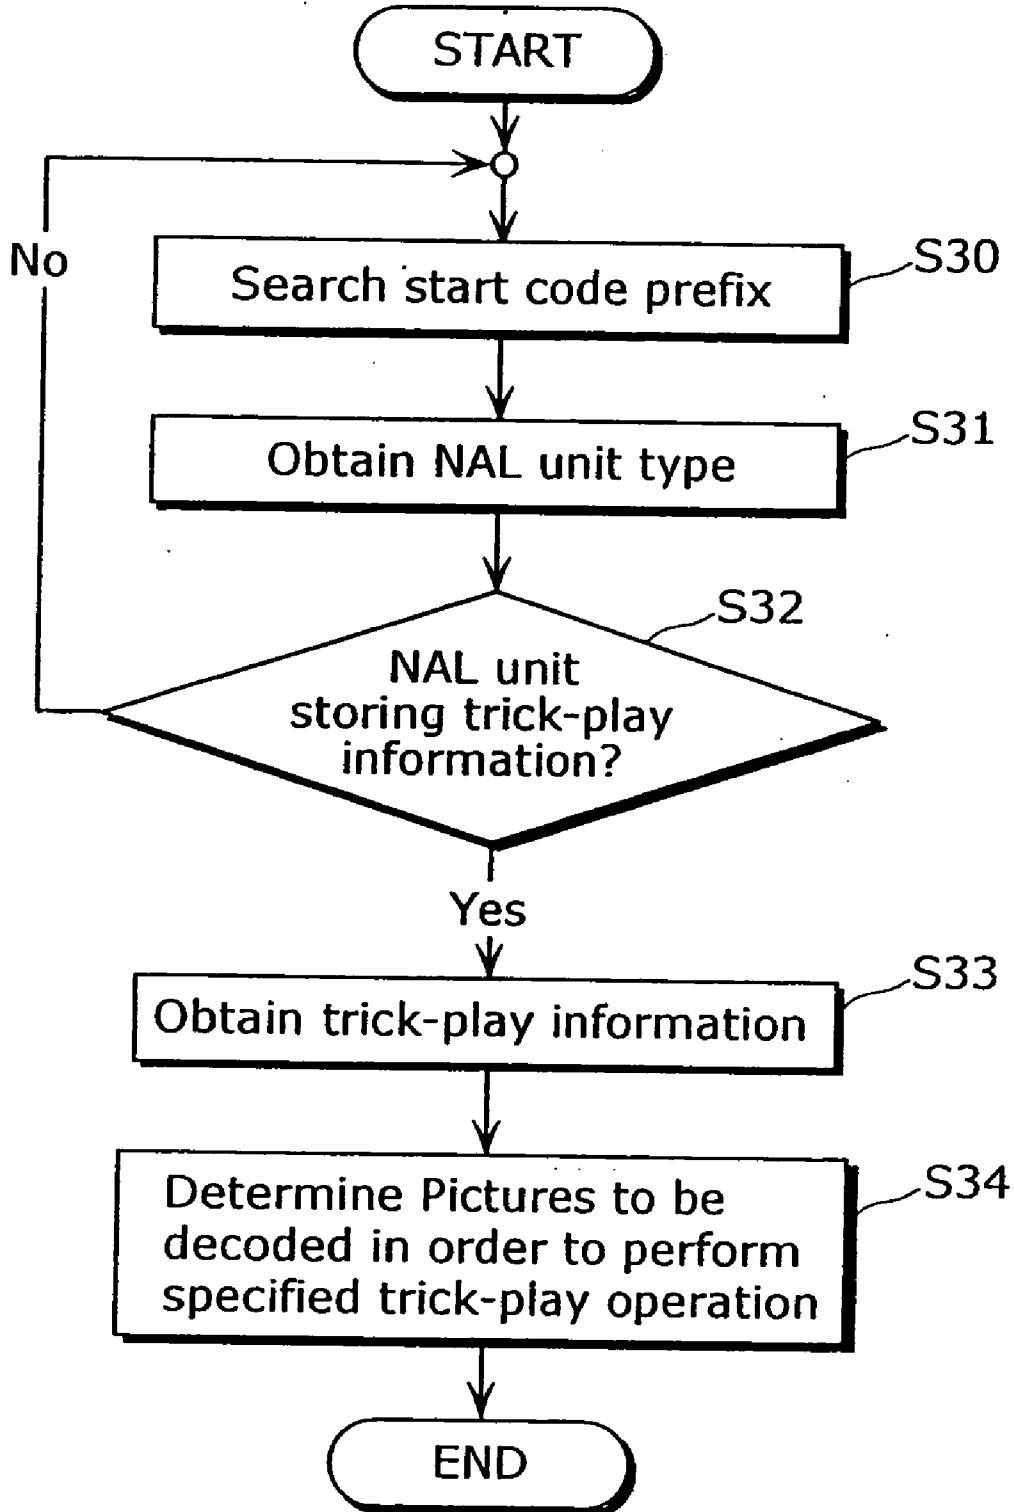 START
No
Search start code prefix
S30
Obtain NAL unit type
S31
S32
NAL unit
storing trick-play
information?
Yes
S33
Obtain trick-play information
S34
Determine Pictures to be
decoded in order to perform
specified trick-play operation
END